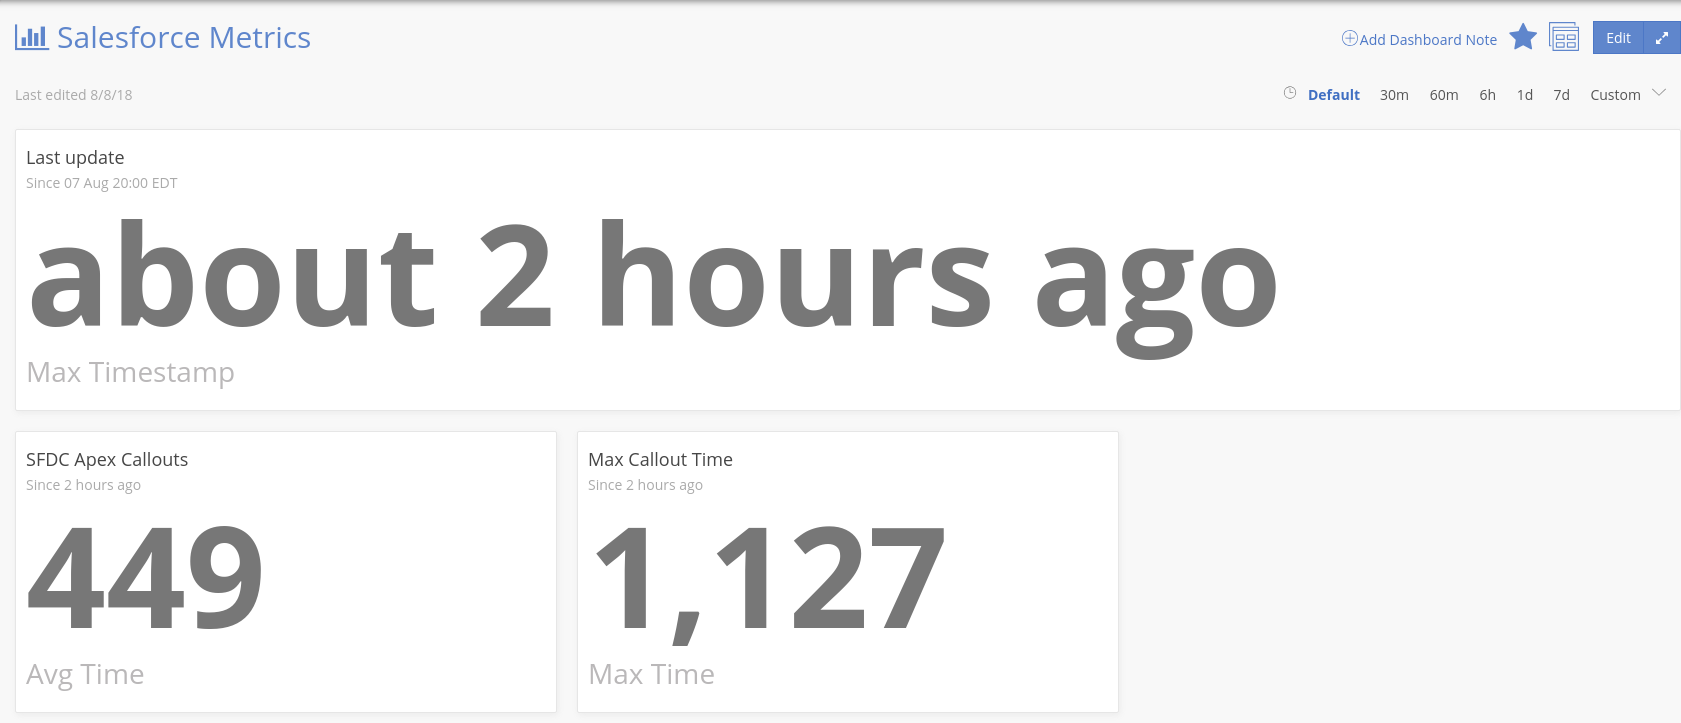 Salesforce Metrics
Add Dashboard Note
Edit
Last edited 8/8/18
Default 30m 60m 6h 1d 7d Custom
Last update
Since 07 Aug 20:00 EDT
about 2 hours ago
Max Timestamp
SFDC Apex Callouts
Since 2 hours ago
449
Avg Time
Max Callout Time
Since 2 hours ago
1,127
Max Time